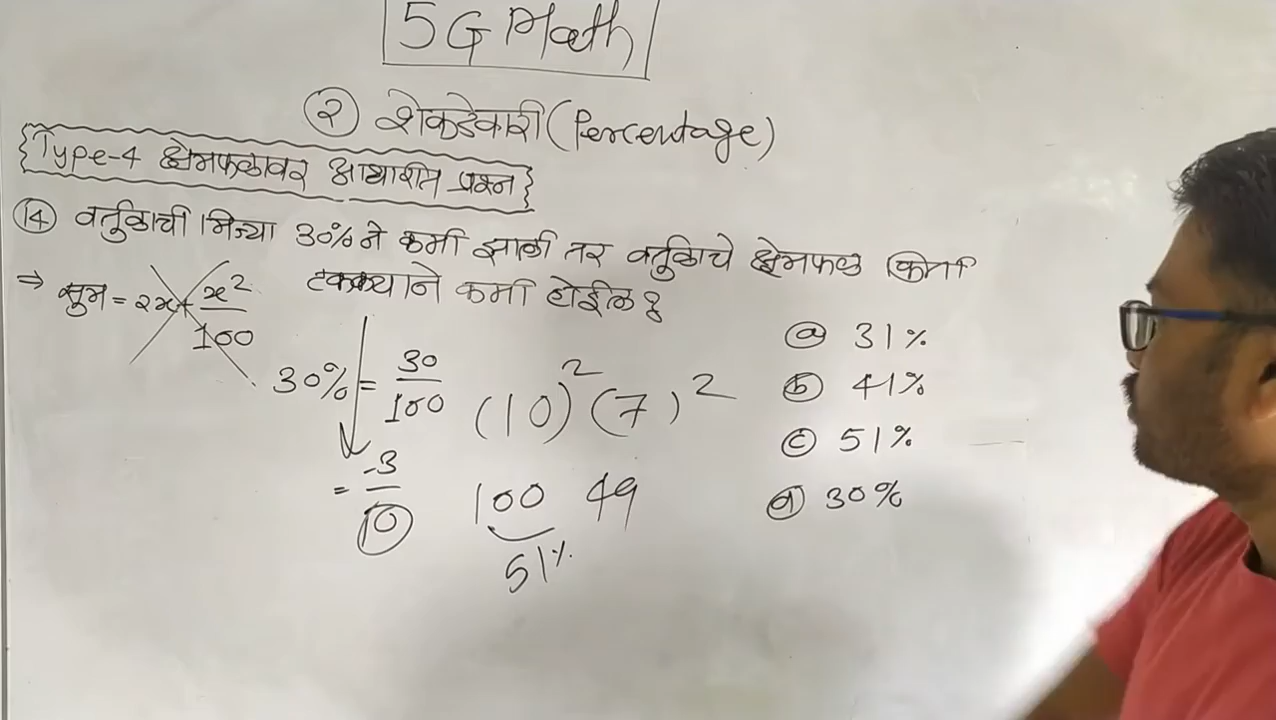 5G Math
② शेकडेवारी (Percentage)
{Type-4 क्षेत्रफळावर आधारीत प्रश्न}
⑭ वर्तुळाची त्रिज्या 30% ने कमी झाली तर वर्तुळाचे क्षेत्रफळ किती
टक्क्याने कमी होईल?
⇒ सूत्र = 2x + x²/100
30% = 30/100
= -3/10
(10)² (7)²
100 49
51%
ⓐ 31%
ⓑ 41%
ⓒ 51%
ⓓ 30%